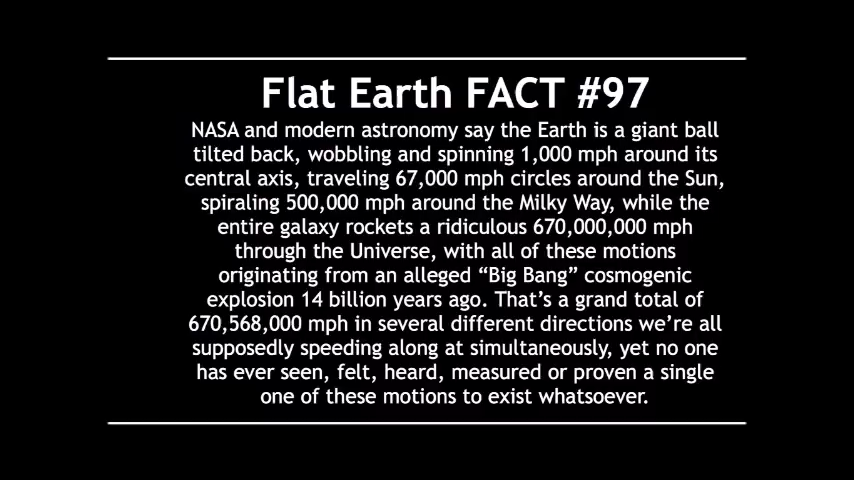 Flat Earth FACT #97
NASA and modern astronomy say the Earth is a giant ball
tilted back, wobbling and spinning 1,000 mph around its
central axis, traveling 67,000 mph circles around the Sun,
spiraling 500,000 mph around the Milky Way, while the
entire galaxy rockets a ridiculous 670,000,000 mph
through the Universe, with all of these motions
originating from an alleged “Big Bang” cosmogenic
explosion 14 billion years ago. That’s a grand total of
670,568,000 mph in several different directions we’re all
supposedly speeding along at simultaneously, yet no one
has ever seen, felt, heard, measured or proven a single
one of these motions to exist whatsoever.